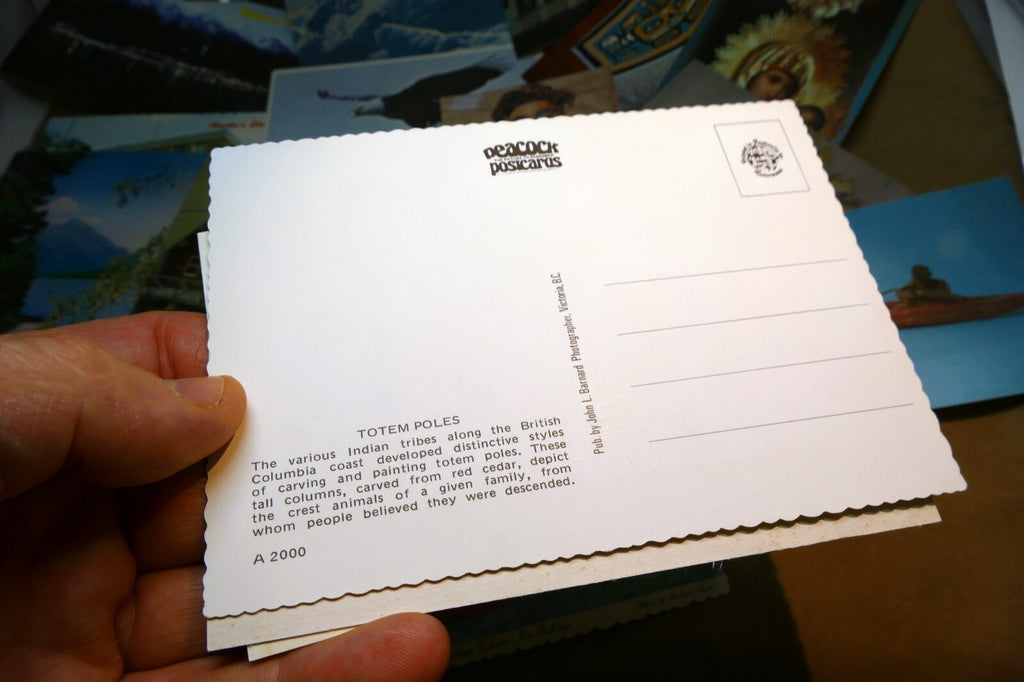 peacock
postcards
Pub. by John L. Barnard Photographer, Victoria, B.C.
TOTEM POLES
The various Indian tribes along the British
Columbia coast developed distinctive styles
of carving and painting totem poles. These
tall columns, carved from red cedar, depict
the crest animals of a given family, from
whom people believed they were descended.
A 2000